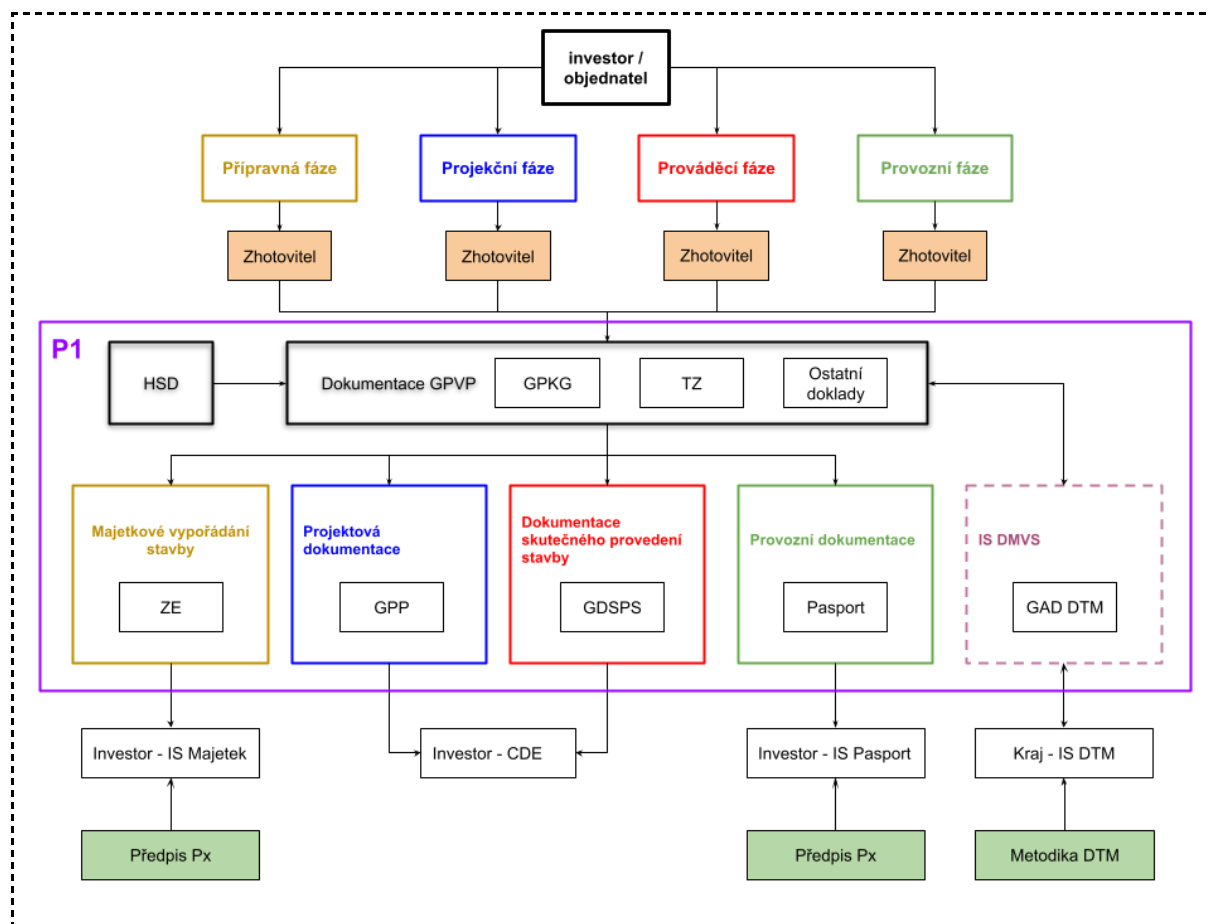 investor /
objednatel
Přípravná fáze
Projekční fáze
Prováděcí fáze
Provozní fáze
Zhotovitel
Zhotovitel
Zhotovitel
Zhotovitel
P1
HSD
Dokumentace GPVP
GPKG
TZ
Ostatní
doklady
Majetkové vypořádání
stavby
ZE
Projektová
dokumentace
GPP
Dokumentace
skutečného provedení
stavby
GDSPS
Provozní dokumentace
Pasport
IS DMVS
GAD DTM
Investor - IS Majetek
Investor - CDE
Investor - IS Pasport
Kraj - IS DTM
Předpis Px
Předpis Px
Metodika DTM